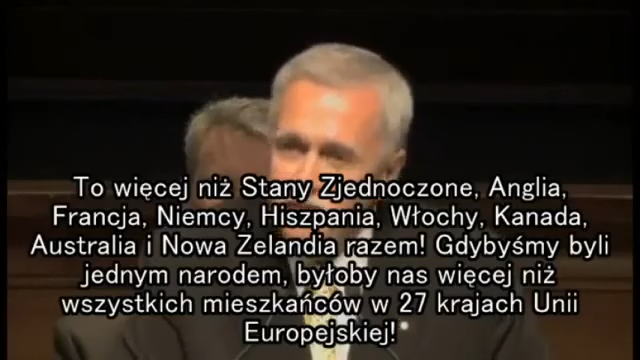 To więcej niż Stany Zjednoczone, Anglia,
Francja, Niemcy, Hiszpania, Włochy, Kanada,
Australia i Nowa Zelandia razem! Gdybyśmy byli
jednym narodem, byłoby nas więcej niż
wszystkich mieszkańców w 27 krajach Unii
Europejskiej!